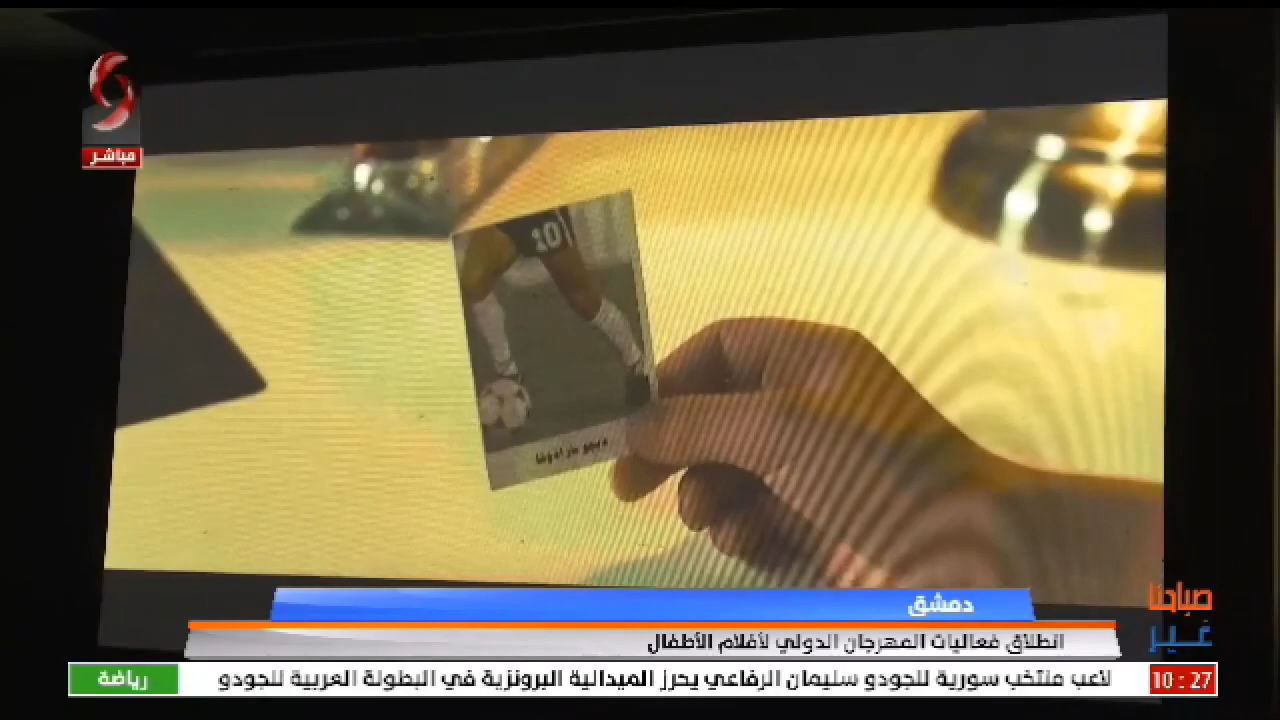 مباشر
10
ديجو مارادونا
دمشق
انطلاق فعاليات المهرجان الدولي لأفلام الأطفال
صباحنا
غير
رياضة
لاعب منتخب سورية للجودو سليمان الرفاعي يحرز الميدالية البرونزية في البطولة العربية للجودو
10:27